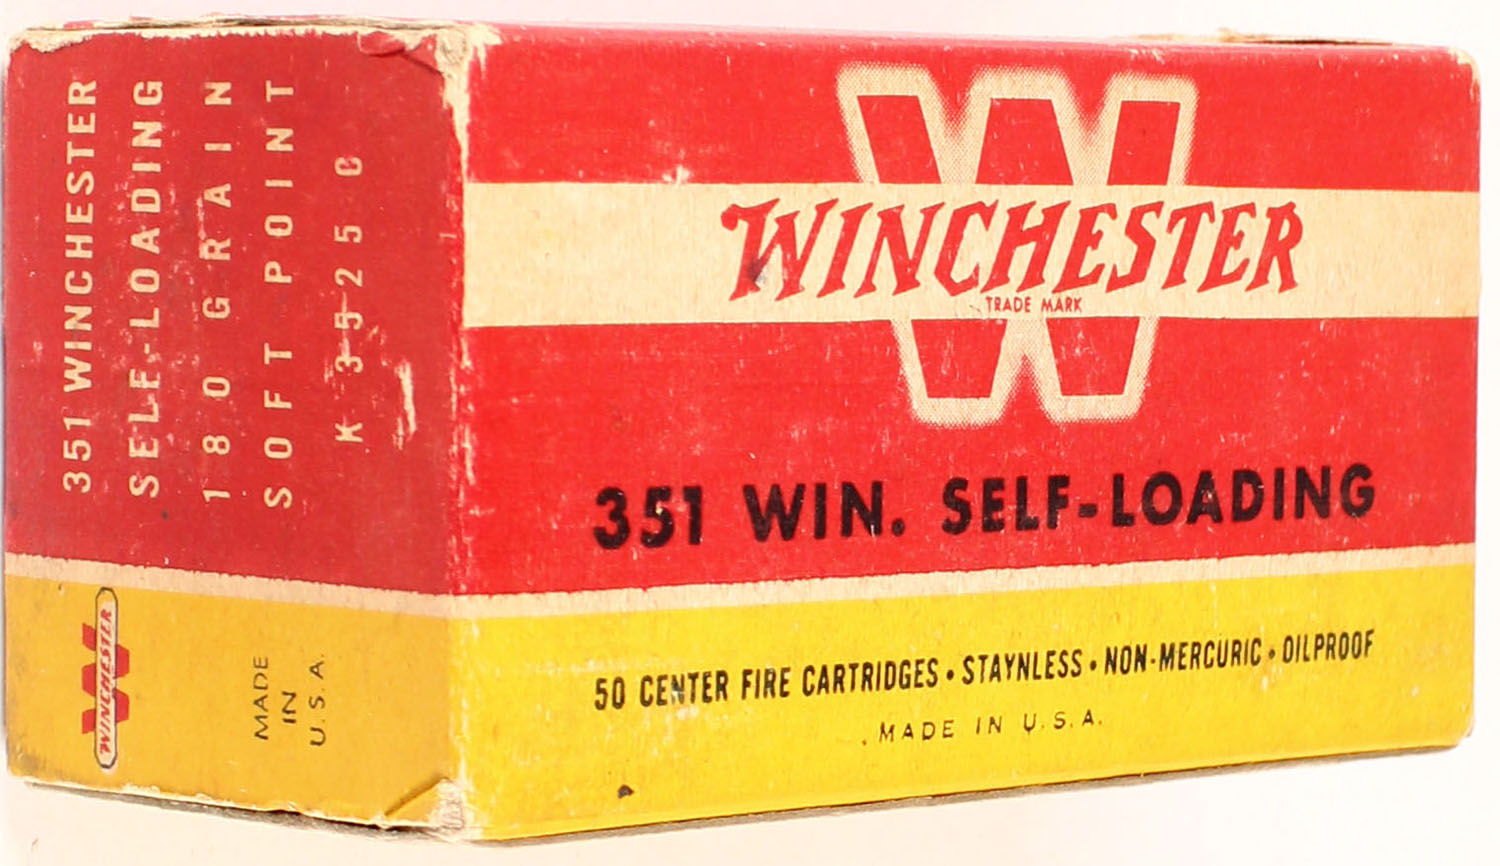 351 WINCHESTER
SELF-LOADING
180 GRAIN
SOFT POINT
K 3525 C
W
WINCHESTER
MADE
IN
U.S.A.
W
WINCHESTER
TRADE MARK
351 WIN. SELF-LOADING
50 CENTER FIRE CARTRIDGES • STAYNLESS • NON-MERCURIC • OILPROOF
MADE IN U.S.A.